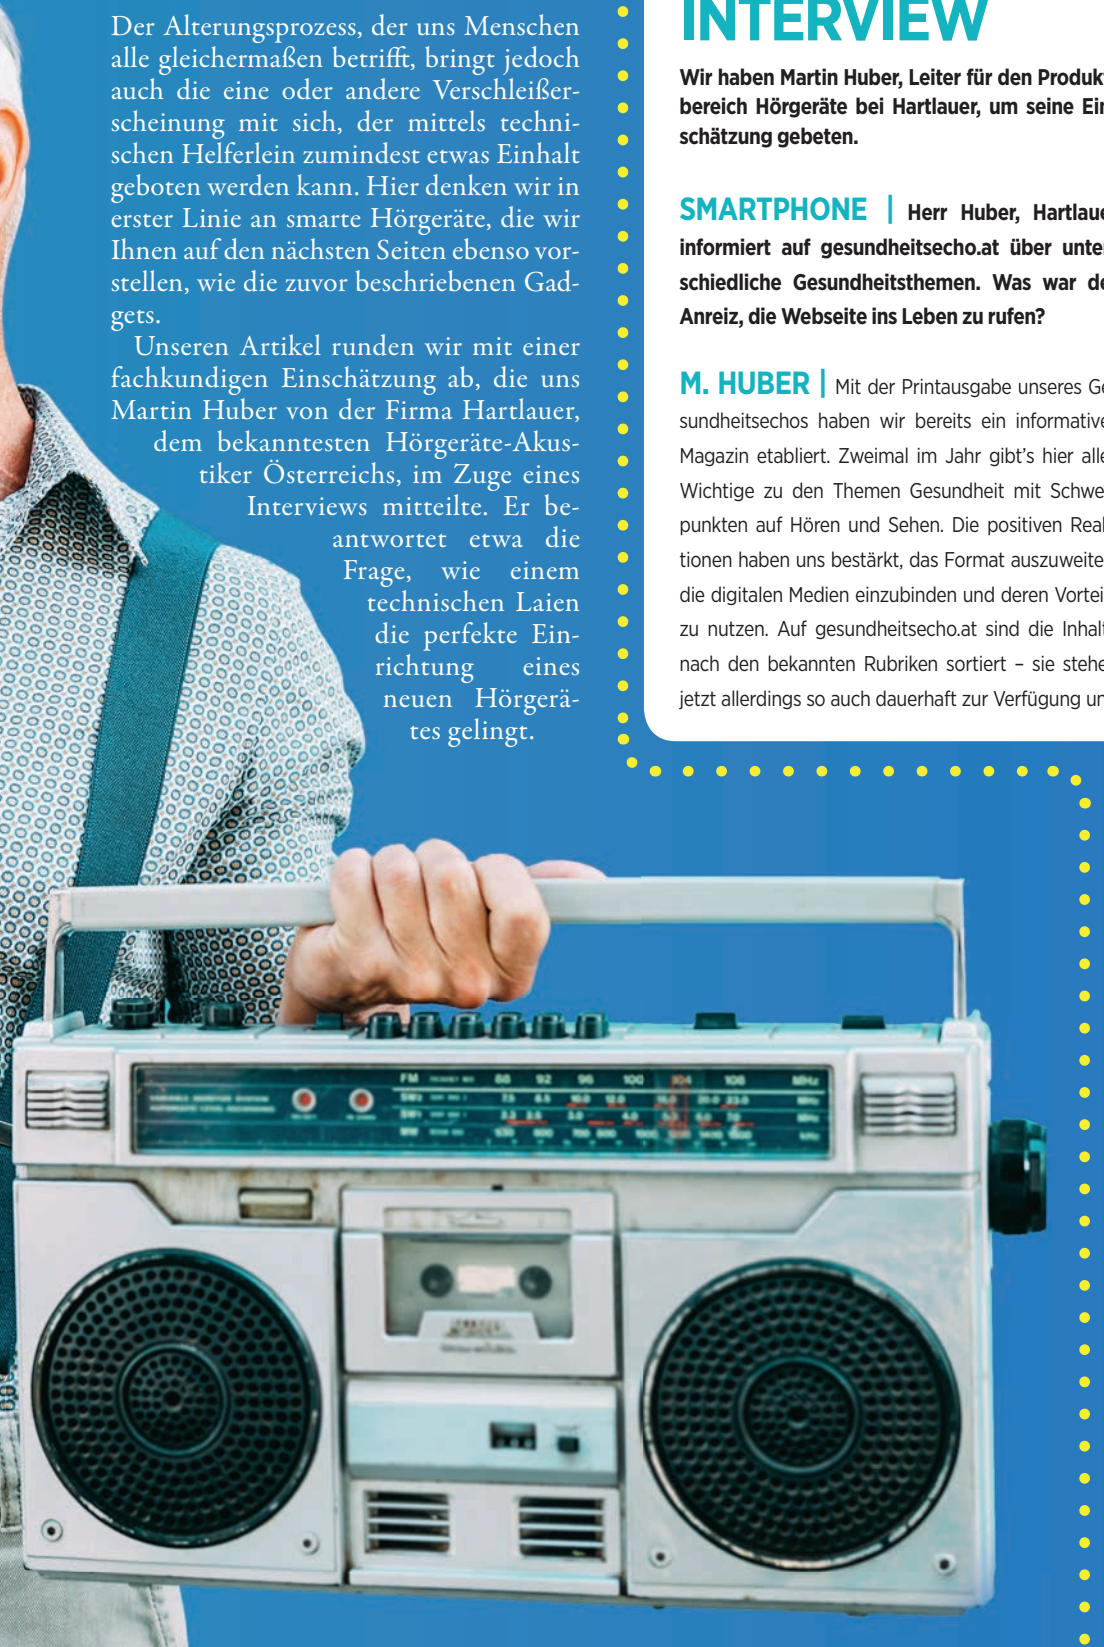 Der Alterungsprozess, der uns Menschen
alle gleichermaßen betrifft, bringt jedoch
auch die eine oder andere Verschleißer-
scheinung mit sich, der mittels techni-
schen Helferlein zumindest etwas Einhalt
geboten werden kann. Hier denken wir in
erster Linie an smarte Hörgeräte, die wir
Ihnen auf den nächsten Seiten ebenso vor-
stellen, wie die zuvor beschriebenen Gad-
gets.
Unseren Artikel runden wir mit einer
fachkundigen Einschätzung ab, die uns
Martin Huber von der Firma Hartlauer,
dem bekanntesten Hörgeräte-Akus-
tiker Österreichs, im Zuge eines
Interviews mitteilte. Er be-
antwortet etwa die
Frage, wie einem
technischen Laien
die perfekte Ein-
richtung eines
neuen Hörgerä-
tes gelingt.
INTERVIEW
Wir haben Martin Huber, Leiter für den Produkt
bereich Hörgeräte bei Hartlauer, um seine Ein
schätzung gebeten.
SMARTPHONE | Herr Huber, Hartlaue
informiert auf gesundheitsecho.at über unter
schiedliche Gesundheitsthemen. Was war de
Anreiz, die Webseite ins Leben zu rufen?
M. HUBER | Mit der Printausgabe unseres Ge
sundheitsechos haben wir bereits ein informative
Magazin etabliert. Zweimal im Jahr gibt's hier alle
Wichtige zu den Themen Gesundheit mit Schwe
punkten auf Hören und Sehen. Die positiven Reak
tionen haben uns bestärkt, das Format auszuweite
die digitalen Medien einzubinden und deren Vortei
zu nutzen. Auf gesundheitsecho.at sind die Inhalt
nach den bekannten Rubriken sortiert – sie stehe
jetzt allerdings so auch dauerhaft zur Verfügung un
FM 88 92 96 100 104 108 MHz